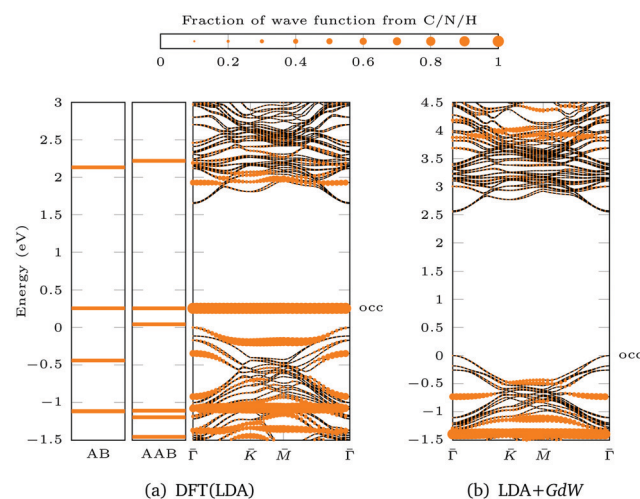 Fraction of wave function from C/N/H
0 0.2 0.4 0.6 0.8 1
Energy (eV)
3
2.5
2
1.5
1
0.5
0
−0.5
−1
−1.5
AB AAB Γ̄ K̄ M̄ Γ̄
occ
(a) DFT(LDA)
4.5
4
3.5
3
2.5
2
1.5
1
0.5
0
−0.5
−1
−1.5
Γ̄ K̄ M̄ Γ̄
occ
(b) LDA+GdW